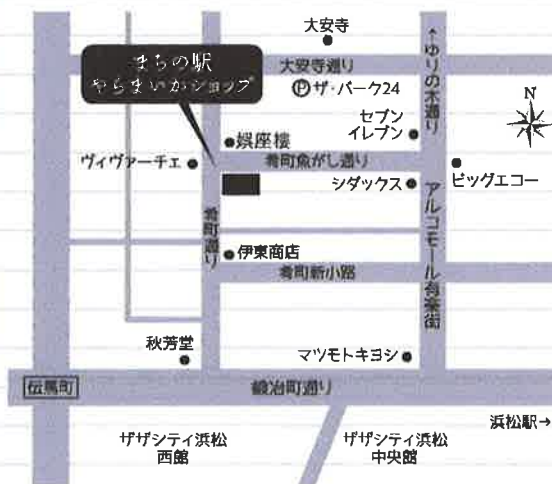 大安寺
↑ゆりの木通り
まちの駅
やらまいかショップ
大安寺通り
Ⓟザ・パーク24
N
セブン
イレブン
娯座樓
ヴィヴァーチェ
肴町魚がし通り
ビッグエコー
シダックス
肴町通り
アルコモール有楽街
伊東商店
肴町新小路
秋芳堂
マツモトキヨシ
伝馬町
鍛冶町通り
浜松駅→
ザザシティ浜松
西館
ザザシティ浜松
中央館